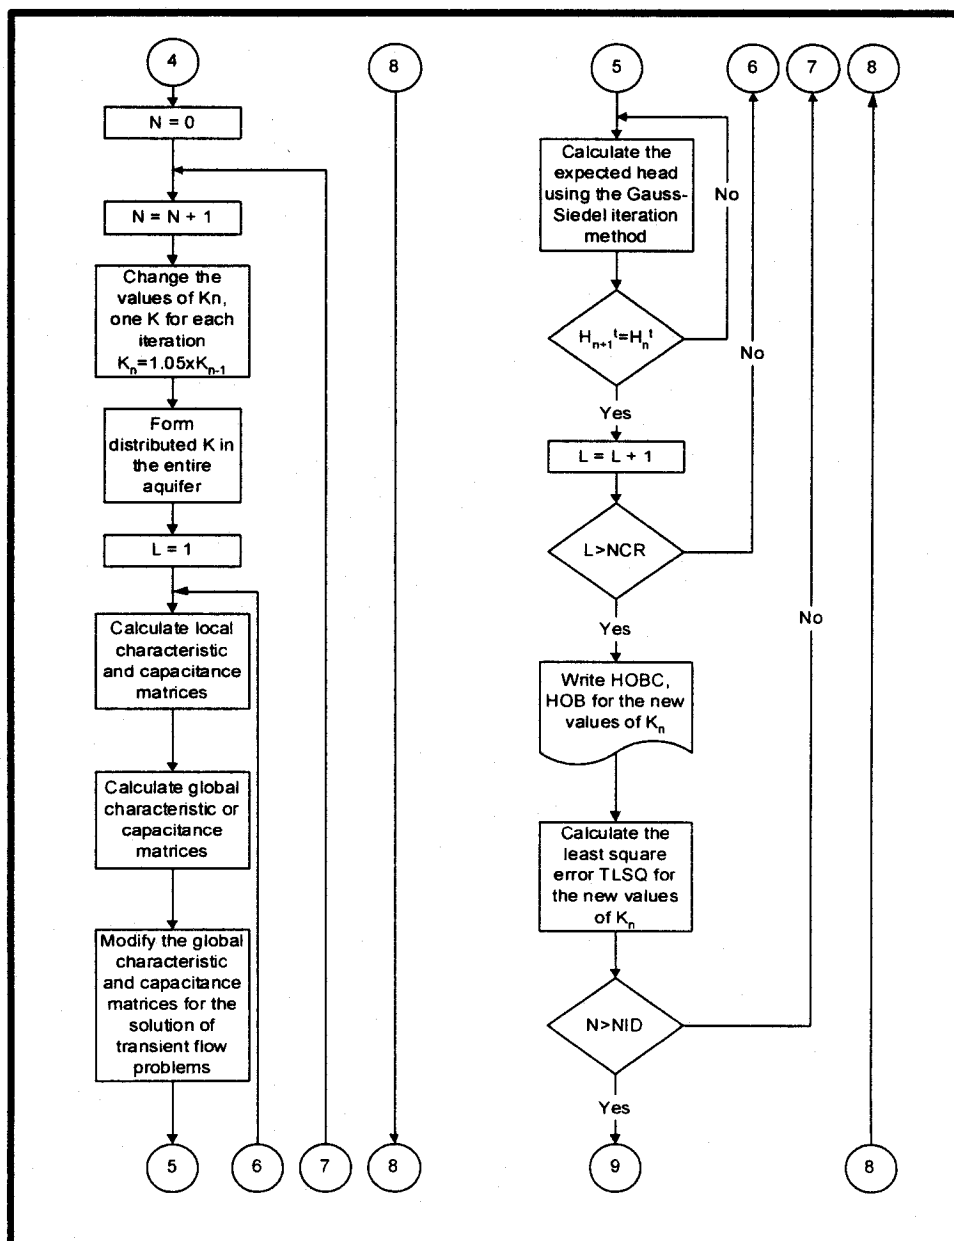 4
8
N = 0
N = N + 1
Change the
values of Kn,
one K for each
iteration
Kₙ=1.05xKₙ₋₁
Form
distributed K in
the entire
aquifer
L = 1
Calculate local
characteristic
and capacitance
matrices
Calculate global
characteristic or
capacitance
matrices
Modify the global
characteristic
and capacitance
matrices for the
solution of
transient flow
problems
5
6
7
8
5
6
7
8
Calculate the
expected head
using the Gauss-
Siedel iteration
method
No
Hₙ₊₁ᵗ=Hₙᵗ
No
Yes
L = L + 1
L>NCR
No
Yes
Write HOBC,
HOB for the new
values of Kₙ
Calculate the
least square
error TLSQ for
the new values
of Kₙ
N>NID
Yes
9
8